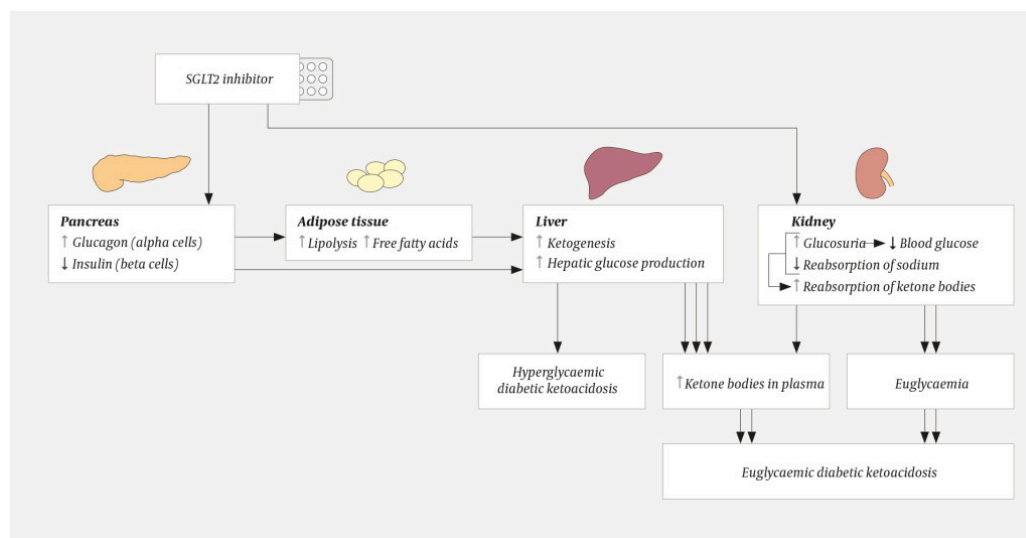 SGLT2 inhibitor
Pancreas
↑ Glucagon (alpha cells)
↓ Insulin (beta cells)
Adipose tissue
↑ Lipolysis ↑ Free fatty acids
Liver
↑ Ketogenesis
↑ Hepatic glucose production
Kidney
↑ Glucosuria → ↓ Blood glucose
↓ Reabsorption of sodium
↑ Reabsorption of ketone bodies
Hyperglycaemic
diabetic ketoacidosis
↑ Ketone bodies in plasma
Euglycaemia
Euglycaemic diabetic ketoacidosis